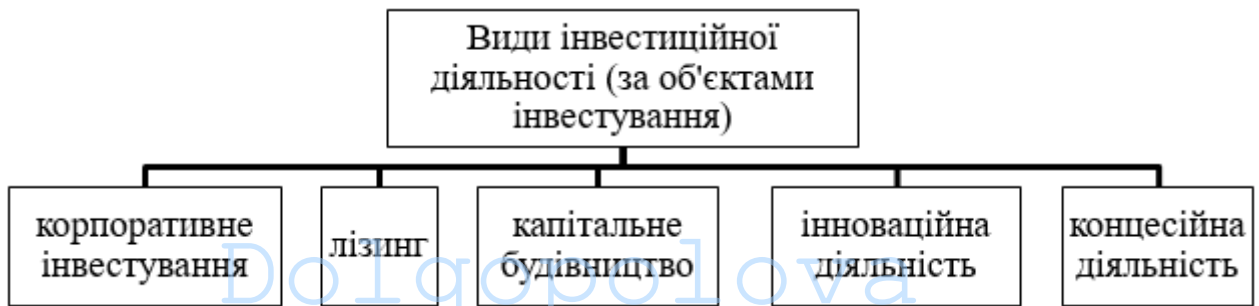 Види інвестиційної
діяльності (за об'єктами
інвестування)
корпоративне
інвестування
лізинг
капітальне
будівництво
інноваційна
діяльність
концесійна
діяльність
Dolgopolova